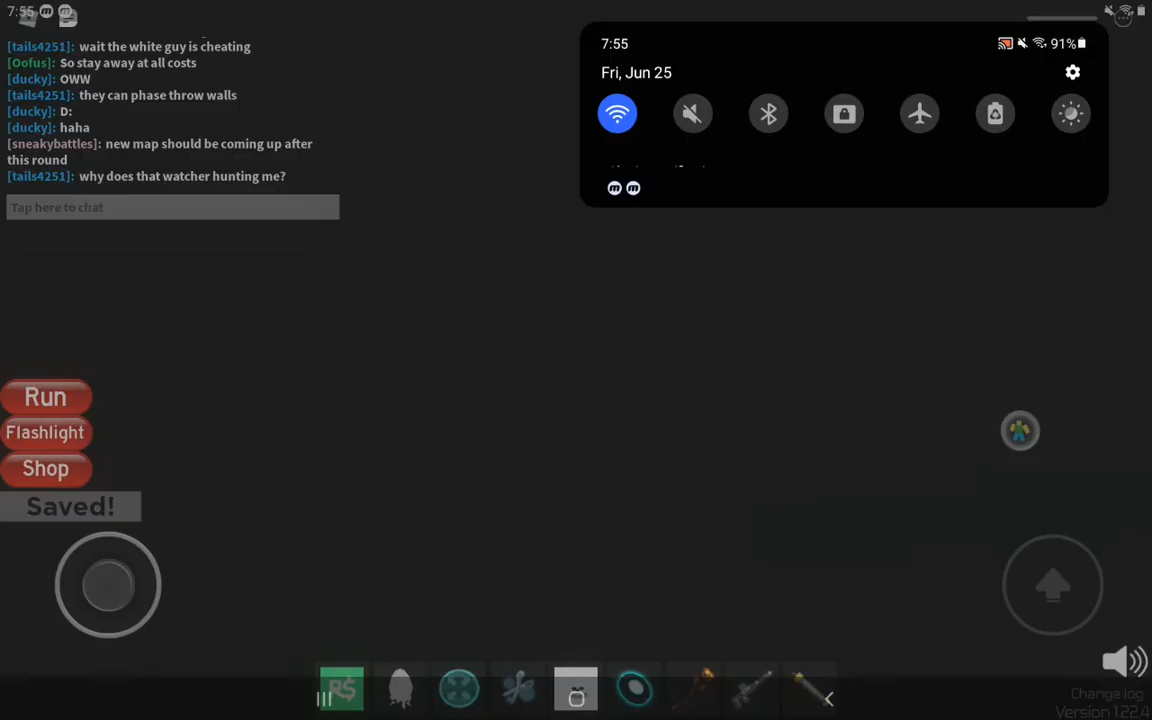 7:55
[tails4251]: wait the white guy is cheating
[Oofus]: So stay away at all costs
[ducky]: OWW
[tails4251]: they can phase throw walls
[ducky]: D:
[ducky]: haha
[sneakybattles]: new map should be coming up after
this round
[tails4251]: why does that watcher hunting me?
Tap here to chat
7:55
91%
Fri, Jun 25
Run
Flashlight
Shop
Saved!
R$
Change log
Version 1.22.4